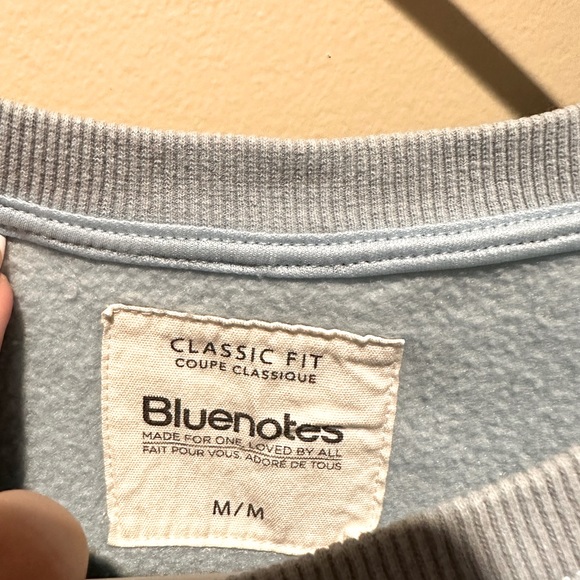 CLASSIC FIT
COUPE CLASSIQUE
Bluenotes
MADE FOR ONE, LOVED BY ALL
FAIT POUR VOUS, ADORÉ DE TOUS
M/M